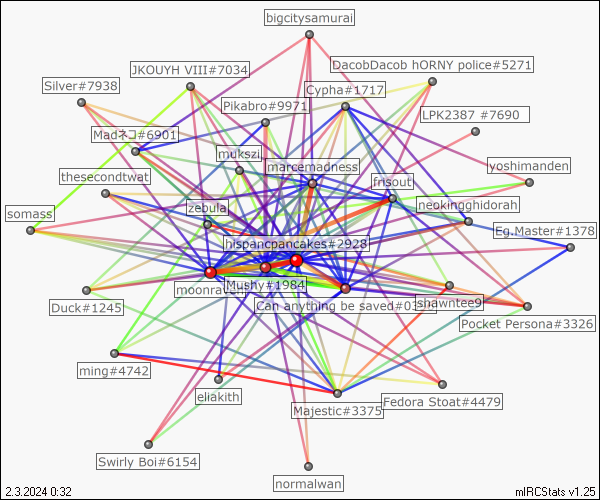 bigcitysamurai
DacobDacob hORNY police#5271
JKOUYH VIII#7034
Silver#7938
Cypha#1717
Pikabro#9971
LPK2387 #7690
Madネコ#6901
mukszi
marcemadness
yoshimanden
thesecondtwat
frisout
somass
zebula
neokingghidorah
Eg.Master#1378
hispancpancakes#2928
Mushy#1984
Can anything be saved#03
shawntee9
Duck#1245
Pocket Persona#3326
ming#4742
eliakith
Majestic#3375
Fedora Stoat#4479
Swirly Boi#6154
normalwan
2.3.2024 0:32
mIRCStats v1.25